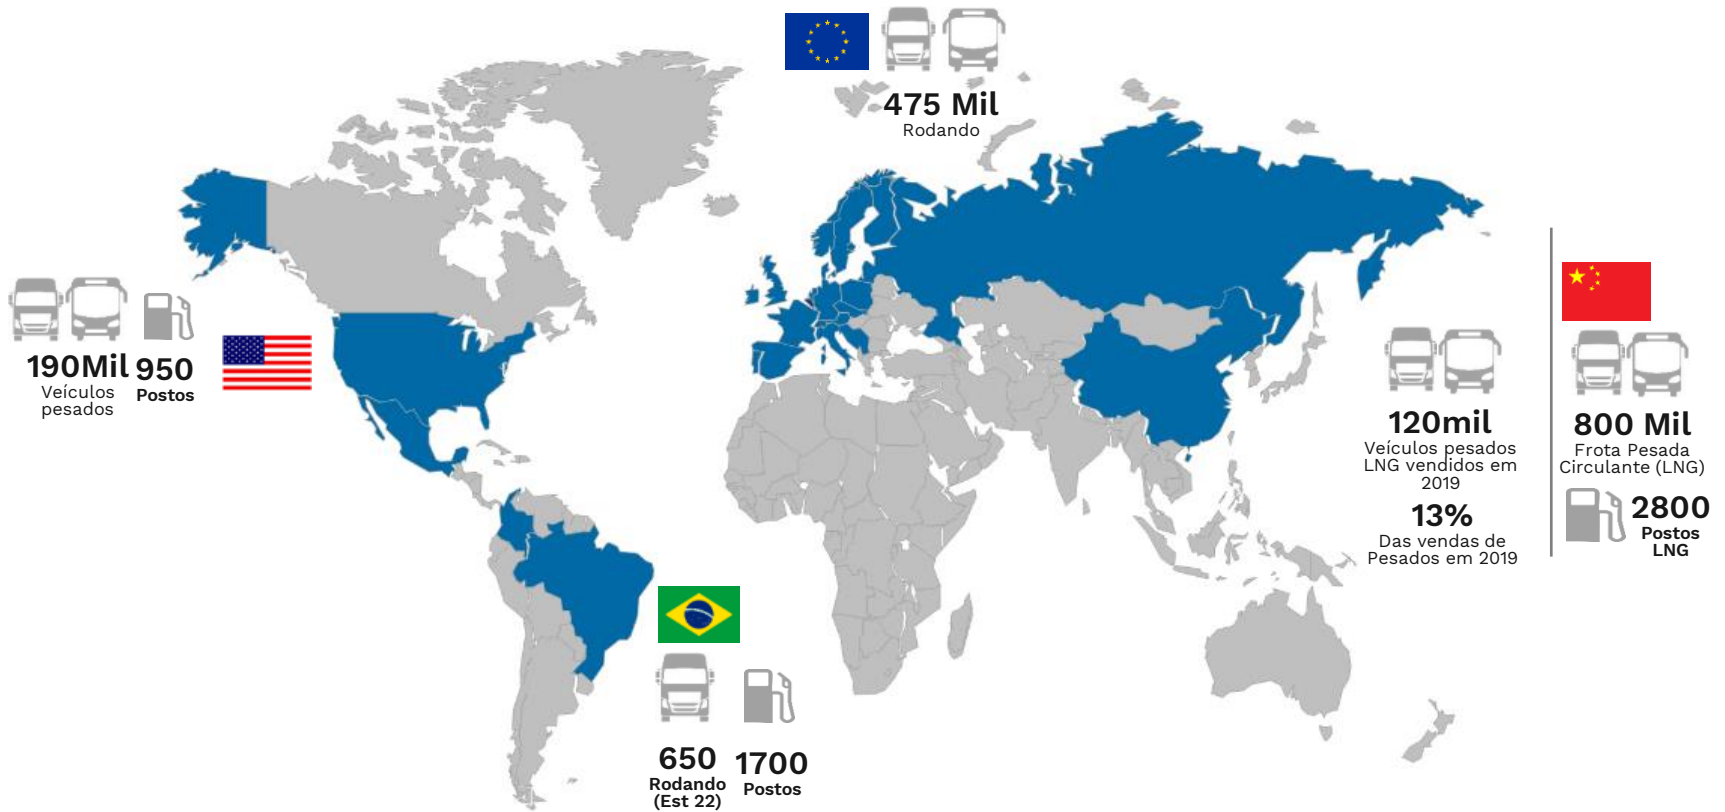 475 Mil
Rodando
190Mil
Veículos
pesados
950
Postos
120mil
Veículos pesados
LNG vendidos em
2019
13%
Das vendas de
Pesados em 2019
800 Mil
Frota Pesada
Circulante (LNG)
2800
Postos
LNG
650
Rodando
(Est 22)
1700
Postos